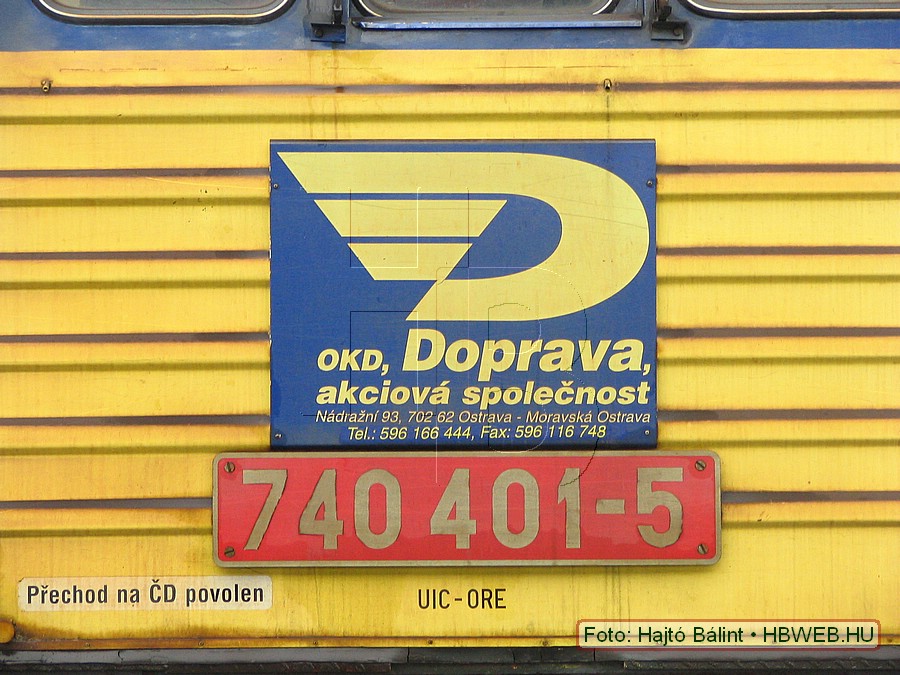 OKD, Doprava,
akciová společnost
Nádražní 93, 702 62 Ostrava - Moravská Ostrava
Tel.: 596 166 444, Fax: 596 116 748
740 401-5
Přechod na ČD povolen
UIC-ORE
Foto: Hajtó Bálint • HBWEB.HU